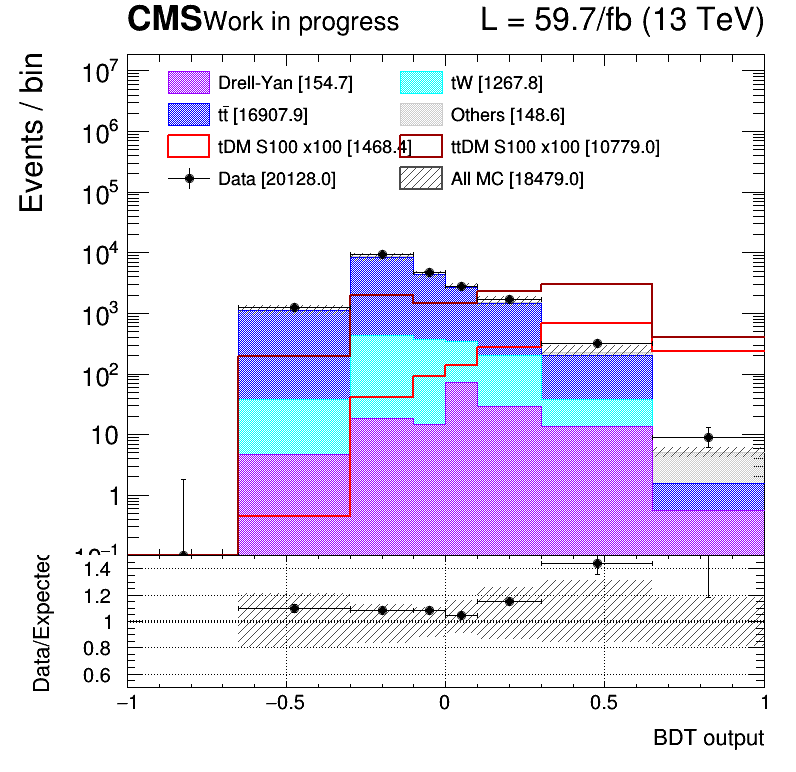 CMS Work in progress L = 59.7/fb (13 TeV)
Events / bin
10⁷
10⁶
10⁵
10⁴
10³
10²
10
1
10⁻¹
Drell-Yan [154.7] tW [1267.8]
tt̄ [16907.9] Others [148.6]
tDM S100 x100 [1468.4] ttDM S100 x100 [10779.0]
Data [20128.0] All MC [18479.0]
Data/Expected
1.4
1.2
1
0.8
0.6
−1 −0.5 0 0.5 1
BDT output